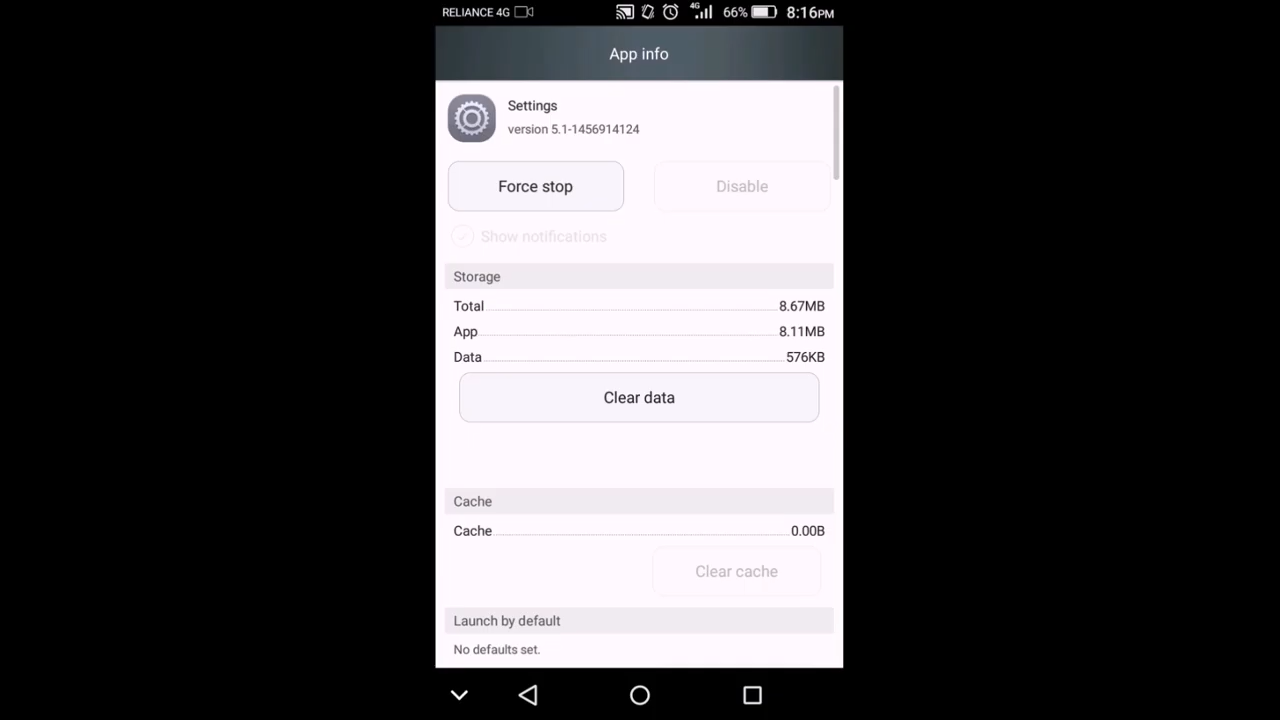 RELIANCE 4G 4G 66% 8:16PM
App info
Settings
version 5.1-1456914124
Force stop Disable
Show notifications
Storage
Total 8.67MB
App 8.11MB
Data 576KB
Clear data
Cache
Cache 0.00B
Clear cache
Launch by default
No defaults set.